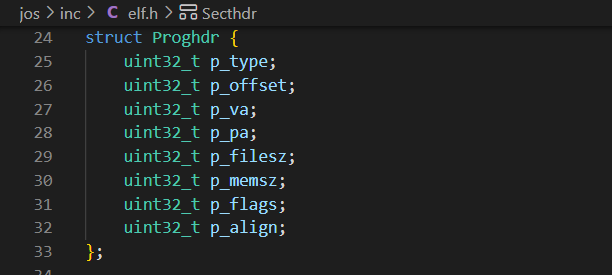 jos > inc > C elf.h > Secthdr
24 struct Proghdr {
25     uint32_t p_type;
26     uint32_t p_offset;
27     uint32_t p_va;
28     uint32_t p_pa;
29     uint32_t p_filesz;
30     uint32_t p_memsz;
31     uint32_t p_flags;
32     uint32_t p_align;
33 };